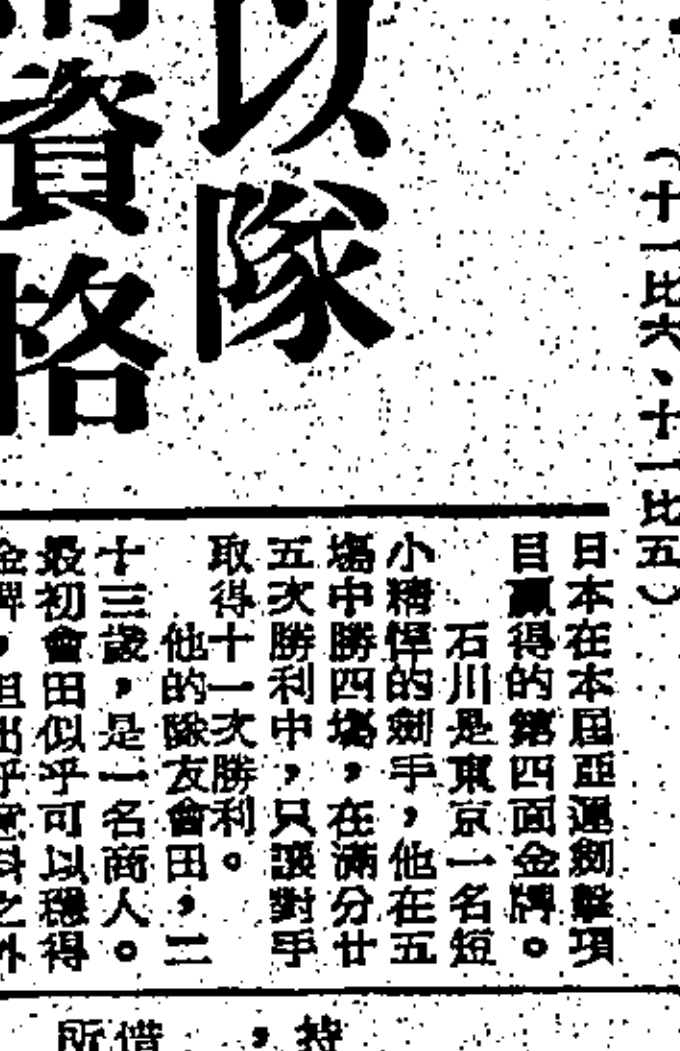 （十一比六、十一比五）
以隊
資格
日本在本屆亞運劍擊項
目贏得的第四面金牌。
石川是東京一名短
小精悍的劍手，他在五
場中勝四場，在滿分廿
五次勝利中，只讓對手
取得十一次勝利。
他的隊友會田，二
十三歲，是一名商人。
最初會田似乎可以穩得
金牌，但出乎意料之外
持，
借
所